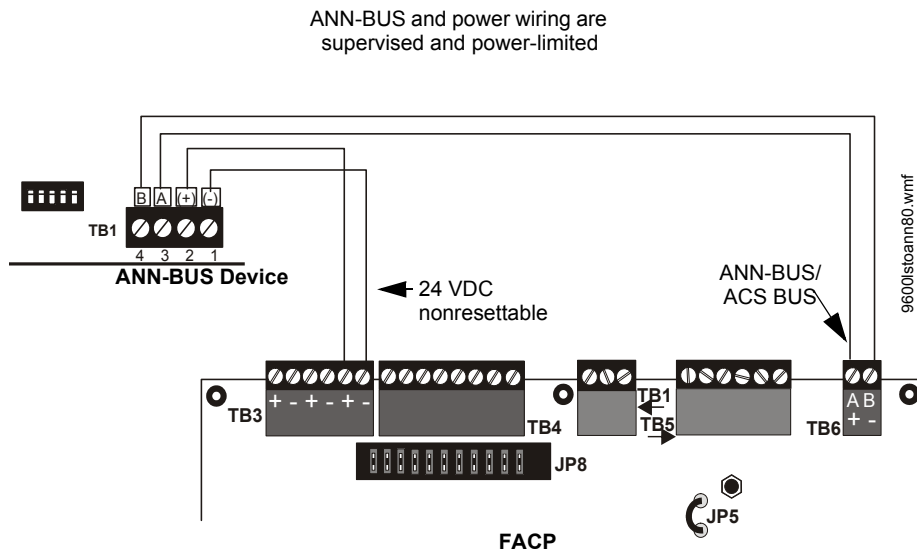 ANN-BUS and power wiring are
supervised and power-limited
B A (+) (-)
TB1
4 3 2 1
ANN-BUS Device
24 VDC
nonresettable
ANN-BUS/
ACS BUS
9600lstoann80.wmf
TB3
+ - + - + -
TB4
TB1
TB5
TB6
A B
+ -
JP8
JP5
FACP